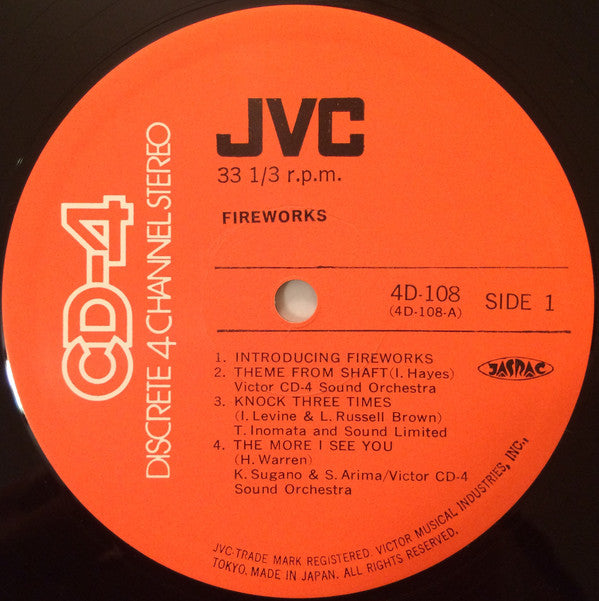 JVC
33 1/3 r.p.m.
FIREWORKS
CD-4
DISCRETE 4 CHANNEL STEREO
4D-108
(4D-108-A)
SIDE 1
1. INTRODUCING FIREWORKS
2. THEME FROM SHAFT(I. Hayes)
Victor CD-4 Sound Orchestra
3. KNOCK THREE TIMES
(I. Levine & L. Russell Brown)
T. Inomata and Sound Limited
4. THE MORE I SEE YOU
(H. Warren)
K. Sugano & S. Arima/Victor CD-4
Sound Orchestra
JASRAC
JVC-TRADE MARK REGISTERED. VICTOR MUSICAL INDUSTRIES, INC.,
TOKYO. MADE IN JAPAN. ALL RIGHTS RESERVED.